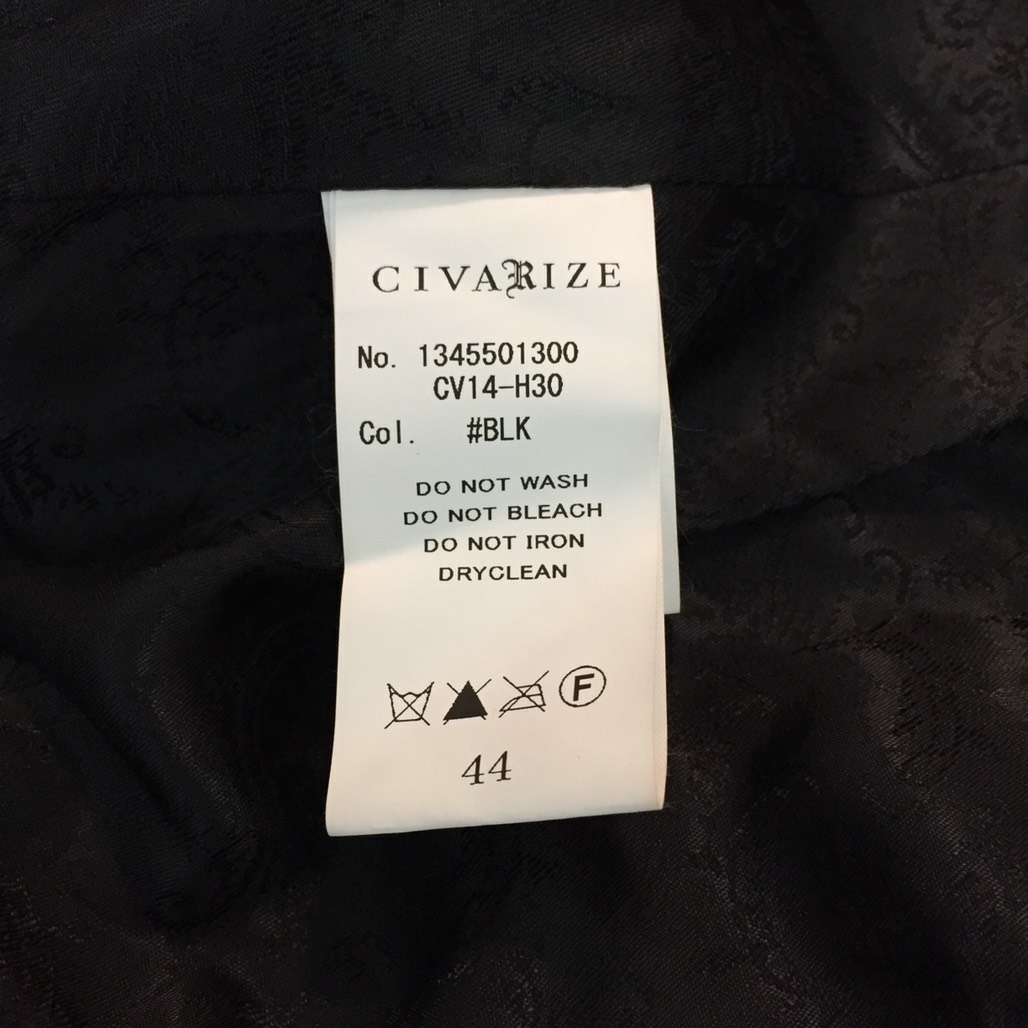 CIVARIZE
No. 1345501300
CV14-H30
Col. #BLK
DO NOT WASH
DO NOT BLEACH
DO NOT IRON
DRYCLEAN
F
44